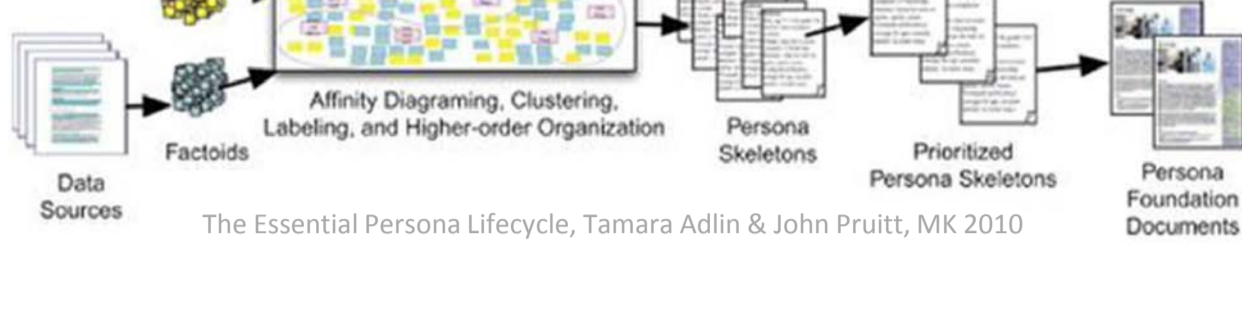 Affinity Diagraming, Clustering,
Labeling, and Higher-order Organization
Factoids
Data
Sources
Persona
Skeletons
Prioritized
Persona Skeletons
Persona
Foundation
Documents
The Essential Persona Lifecycle, Tamara Adlin & John Pruitt, MK 2010